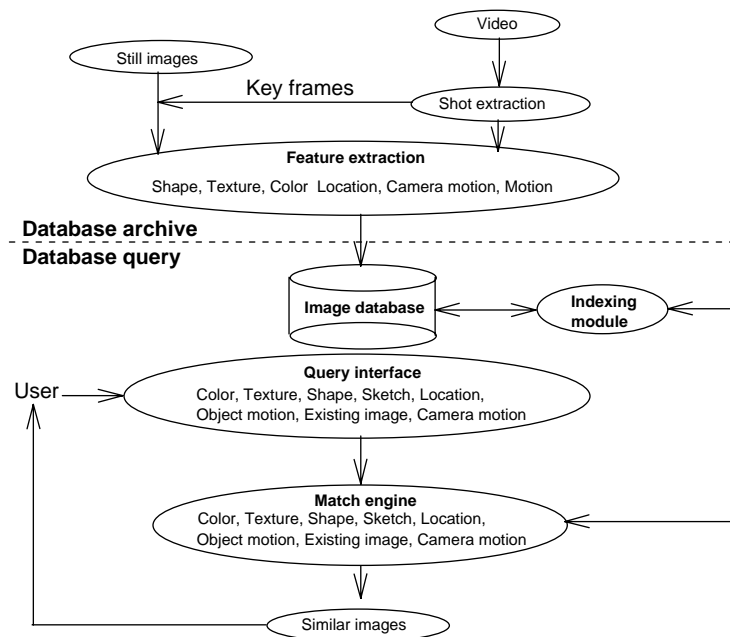 Video
Still images
Key frames
Shot extraction
Feature extraction
Shape, Texture, Color Location, Camera motion, Motion
Database archive
Database query
Image database
Indexing
module
Query interface
User
Color, Texture, Shape, Sketch, Location,
Object motion, Existing image, Camera motion
Match engine
Color, Texture, Shape, Sketch, Location,
Object motion, Existing image, Camera motion
Similar images